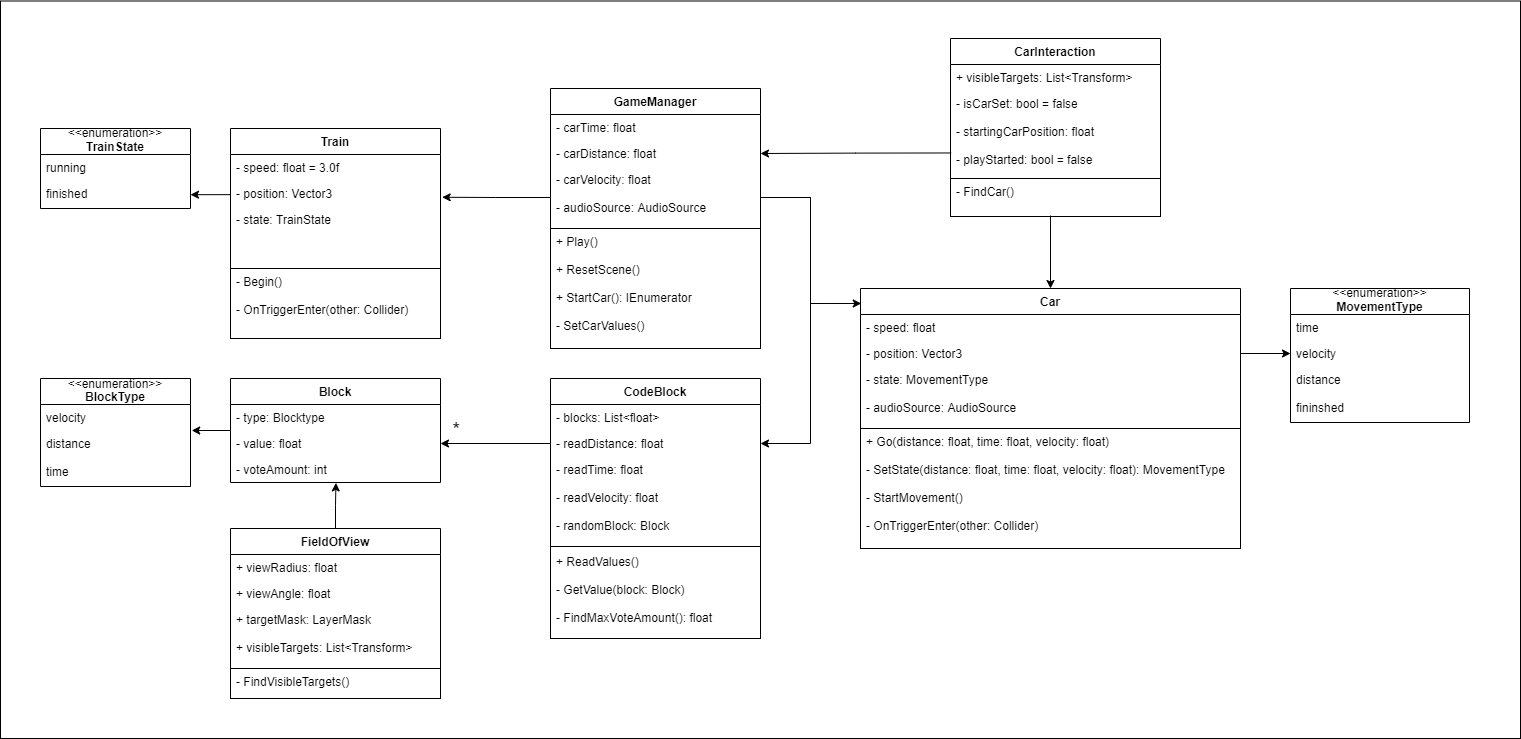 <<enumeration>>
TrainState
running
finished
Train
- speed: float = 3.0f
- position: Vector3
- state: TrainState
- Begin()
- OnTriggerEnter(other: Collider)
GameManager
- carTime: float
- carDistance: float
- carVelocity: float
- audioSource: AudioSource
+ Play()
+ ResetScene()
+ StartCar(): IEnumerator
- SetCarValues()
CarInteraction
+ visibleTargets: List<Transform>
- isCarSet: bool = false
- startingCarPosition: float
- playStarted: bool = false
- FindCar()
Car
- speed: float
- position: Vector3
- state: MovementType
- audioSource: AudioSource
+ Go(distance: float, time: float, velocity: float)
- SetState(distance: float, time: float, velocity: float): MovementType
- StartMovement()
- OnTriggerEnter(other: Collider)
<<enumeration>>
MovementType
time
velocity
distance
fininshed
<<enumeration>>
BlockType
velocity
distance
time
Block
- type: Blocktype
- value: float
- voteAmount: int
*
CodeBlock
- blocks: List<float>
- readDistance: float
- readTime: float
- readVelocity: float
- randomBlock: Block
+ ReadValues()
- GetValue(block: Block)
- FindMaxVoteAmount(): float
FieldOfView
+ viewRadius: float
+ viewAngle: float
+ targetMask: LayerMask
+ visibleTargets: List<Transform>
- FindVisibleTargets()